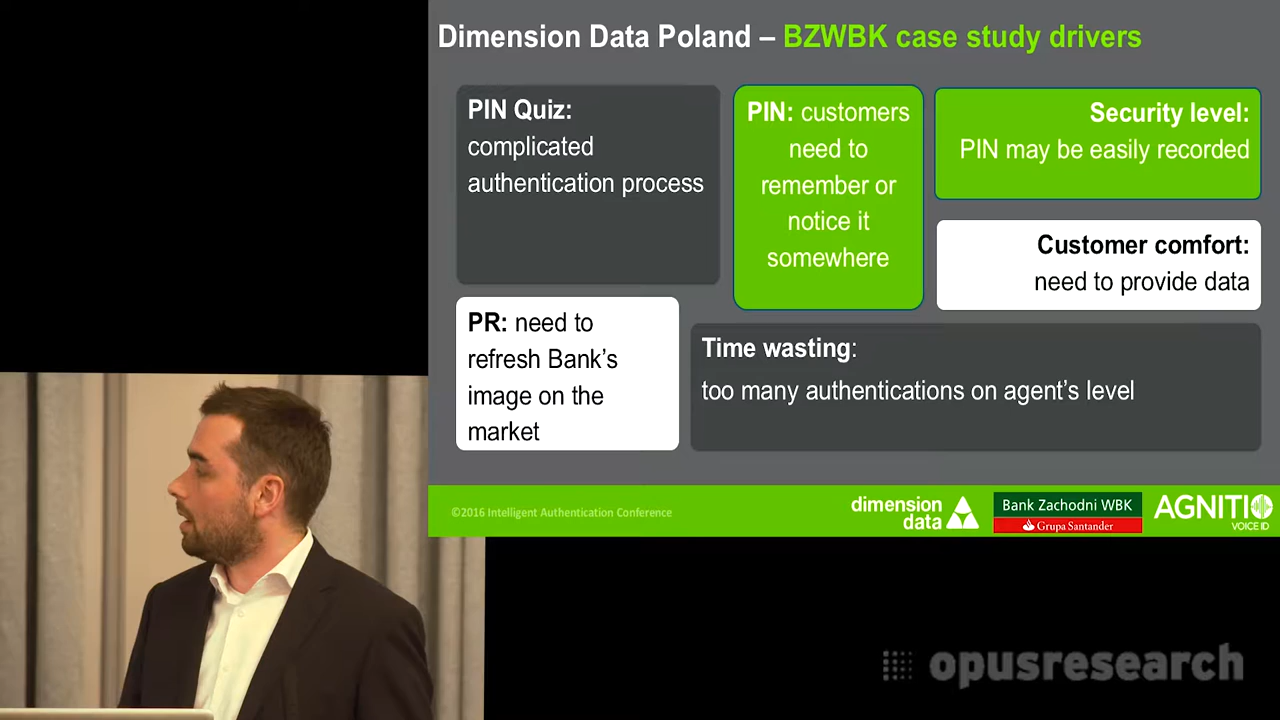 Dimension Data Poland – BZWBK case study drivers
PIN Quiz:
complicated
authentication process
PIN: customers
need to
remember or
notice it
somewhere
Security level:
PIN may be easily recorded
Customer comfort:
need to provide data
PR: need to
refresh Bank's
image on the
market
Time wasting:
too many authentications on agent's level
©2016 Intelligent Authentication Conference
dimension
data
Bank Zachodni WBK
Grupa Santander
AGNITIO
VOICE ID
opusresearch